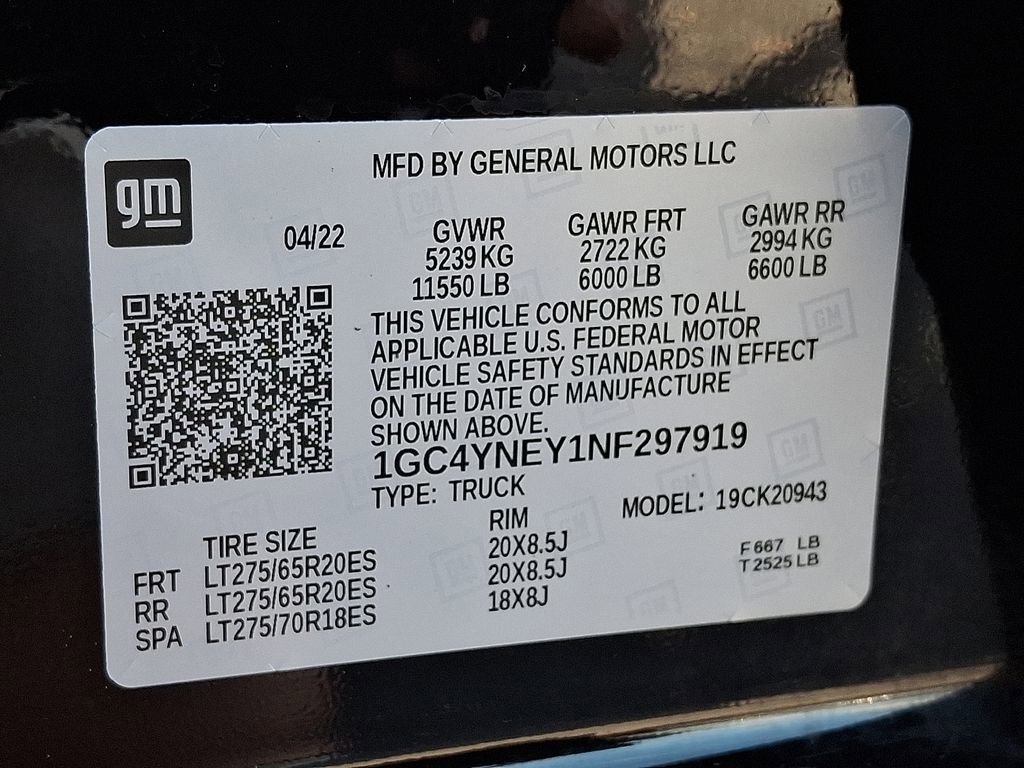 gm
MFD BY GENERAL MOTORS LLC
04/22
GVWR
5239 KG
11550 LB
GAWR FRT
2722 KG
6000 LB
GAWR RR
2994 KG
6600 LB
THIS VEHICLE CONFORMS TO ALL
APPLICABLE U.S. FEDERAL MOTOR
VEHICLE SAFETY STANDARDS IN EFFECT
ON THE DATE OF MANUFACTURE
SHOWN ABOVE.
1GC4YNEY1NF297919
TYPE: TRUCK
MODEL: 19CK20943
TIRE SIZE RIM
FRT LT275/65R20ES 20X8.5J
RR LT275/65R20ES 20X8.5J
SPA LT275/70R18ES 18X8J
F 667 LB
T 2525 LB